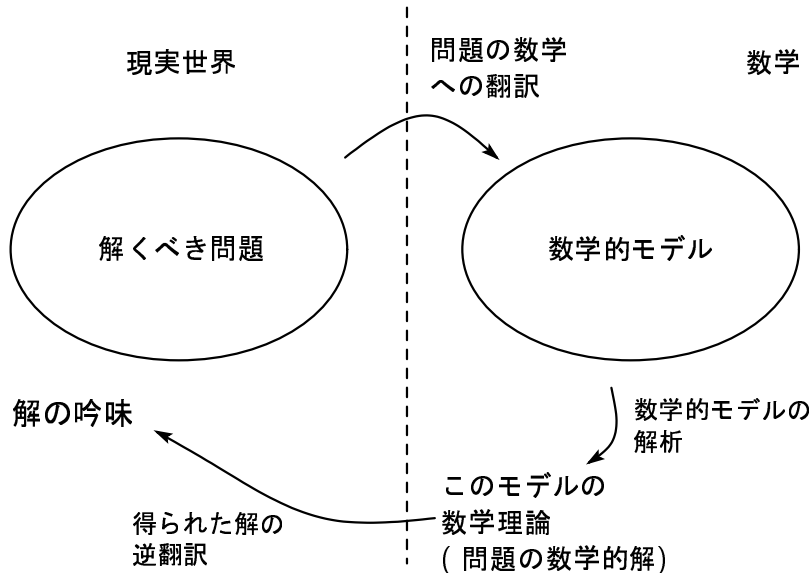 現実世界
数学
問題の数学
への翻訳
解くべき問題
数学的モデル
数学的モデルの
解析
このモデルの
数学理論
( 問題の数学的解)
得られた解の
逆翻訳
解の吟味